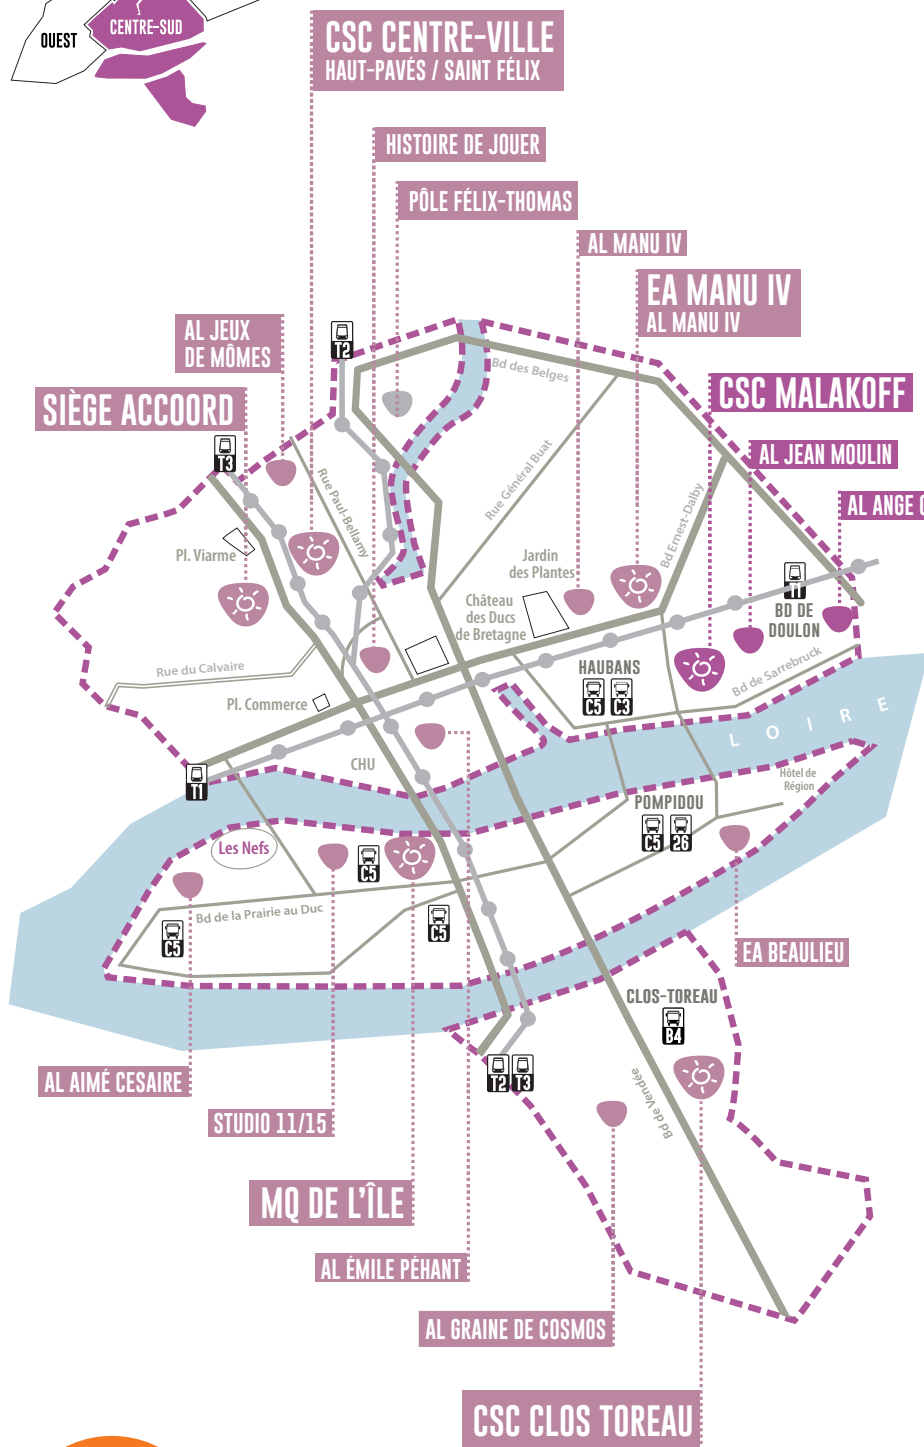 OUEST
CENTRE-SUD
CSC CENTRE-VILLE
HAUT-PAVÉS / SAINT FÉLIX
HISTOIRE DE JOUER
PÔLE FÉLIX-THOMAS
AL MANU IV
EA MANU IV
AL MANU IV
AL JEUX
DE MÔMES
T2
Bd des Belges
CSC MALAKOFF
SIÈGE ACCOORD
AL JEAN MOULIN
T3
Rue Paul-Bellamy
Rue Général Buat
Bd Ernest-Dalby
AL ANGE
Pl. Viarme
Jardin
des Plantes
Château
des Ducs
de Bretagne
T1
BD DE
DOULON
Rue du Calvaire
HAUBANS
C5
C3
Bd de Sarrebruck
Pl. Commerce
LOIRE
CHU
T1
Hôtel de
Région
POMPIDOU
C5
26
Les Nefs
C5
Bd de la Prairie au Duc
C5
C5
EA BEAULIEU
CLOS-TOREAU
B4
T2
T3
AL AIMÉ CESAIRE
Bd de Vendée
STUDIO 11/15
MQ DE L'ÎLE
AL ÉMILE PÉHANT
AL GRAINE DE COSMOS
CSC CLOS TOREAU